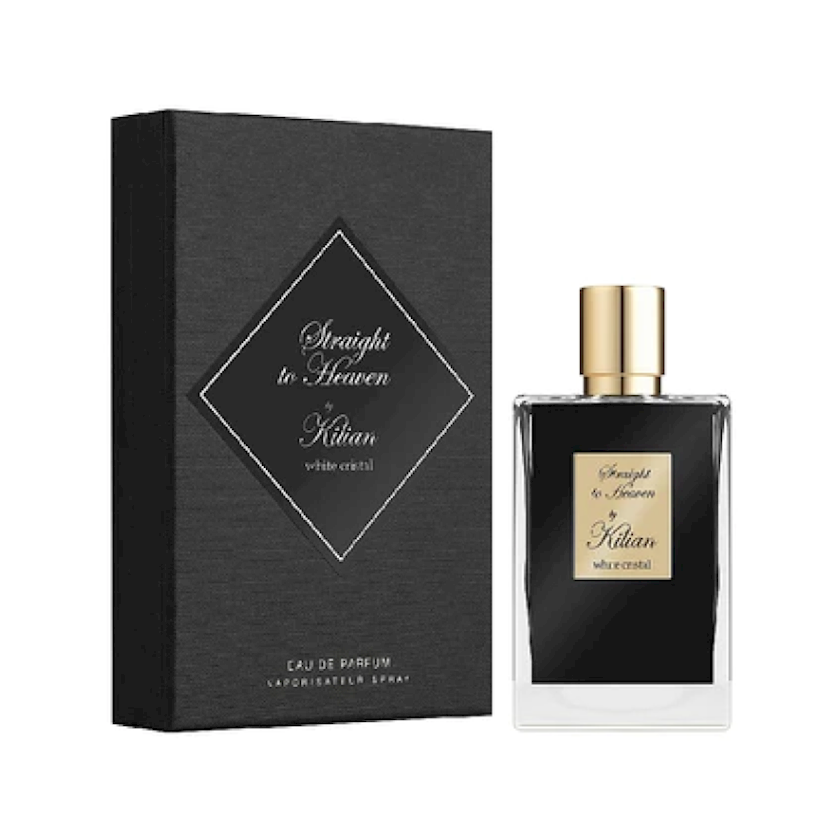 Straight
to Heaven
by
Kilian
white cristal
EAU DE PARFUM
VAPORISATEUR SPRAY
Straight
to Heaven
by
Kilian
white cristal